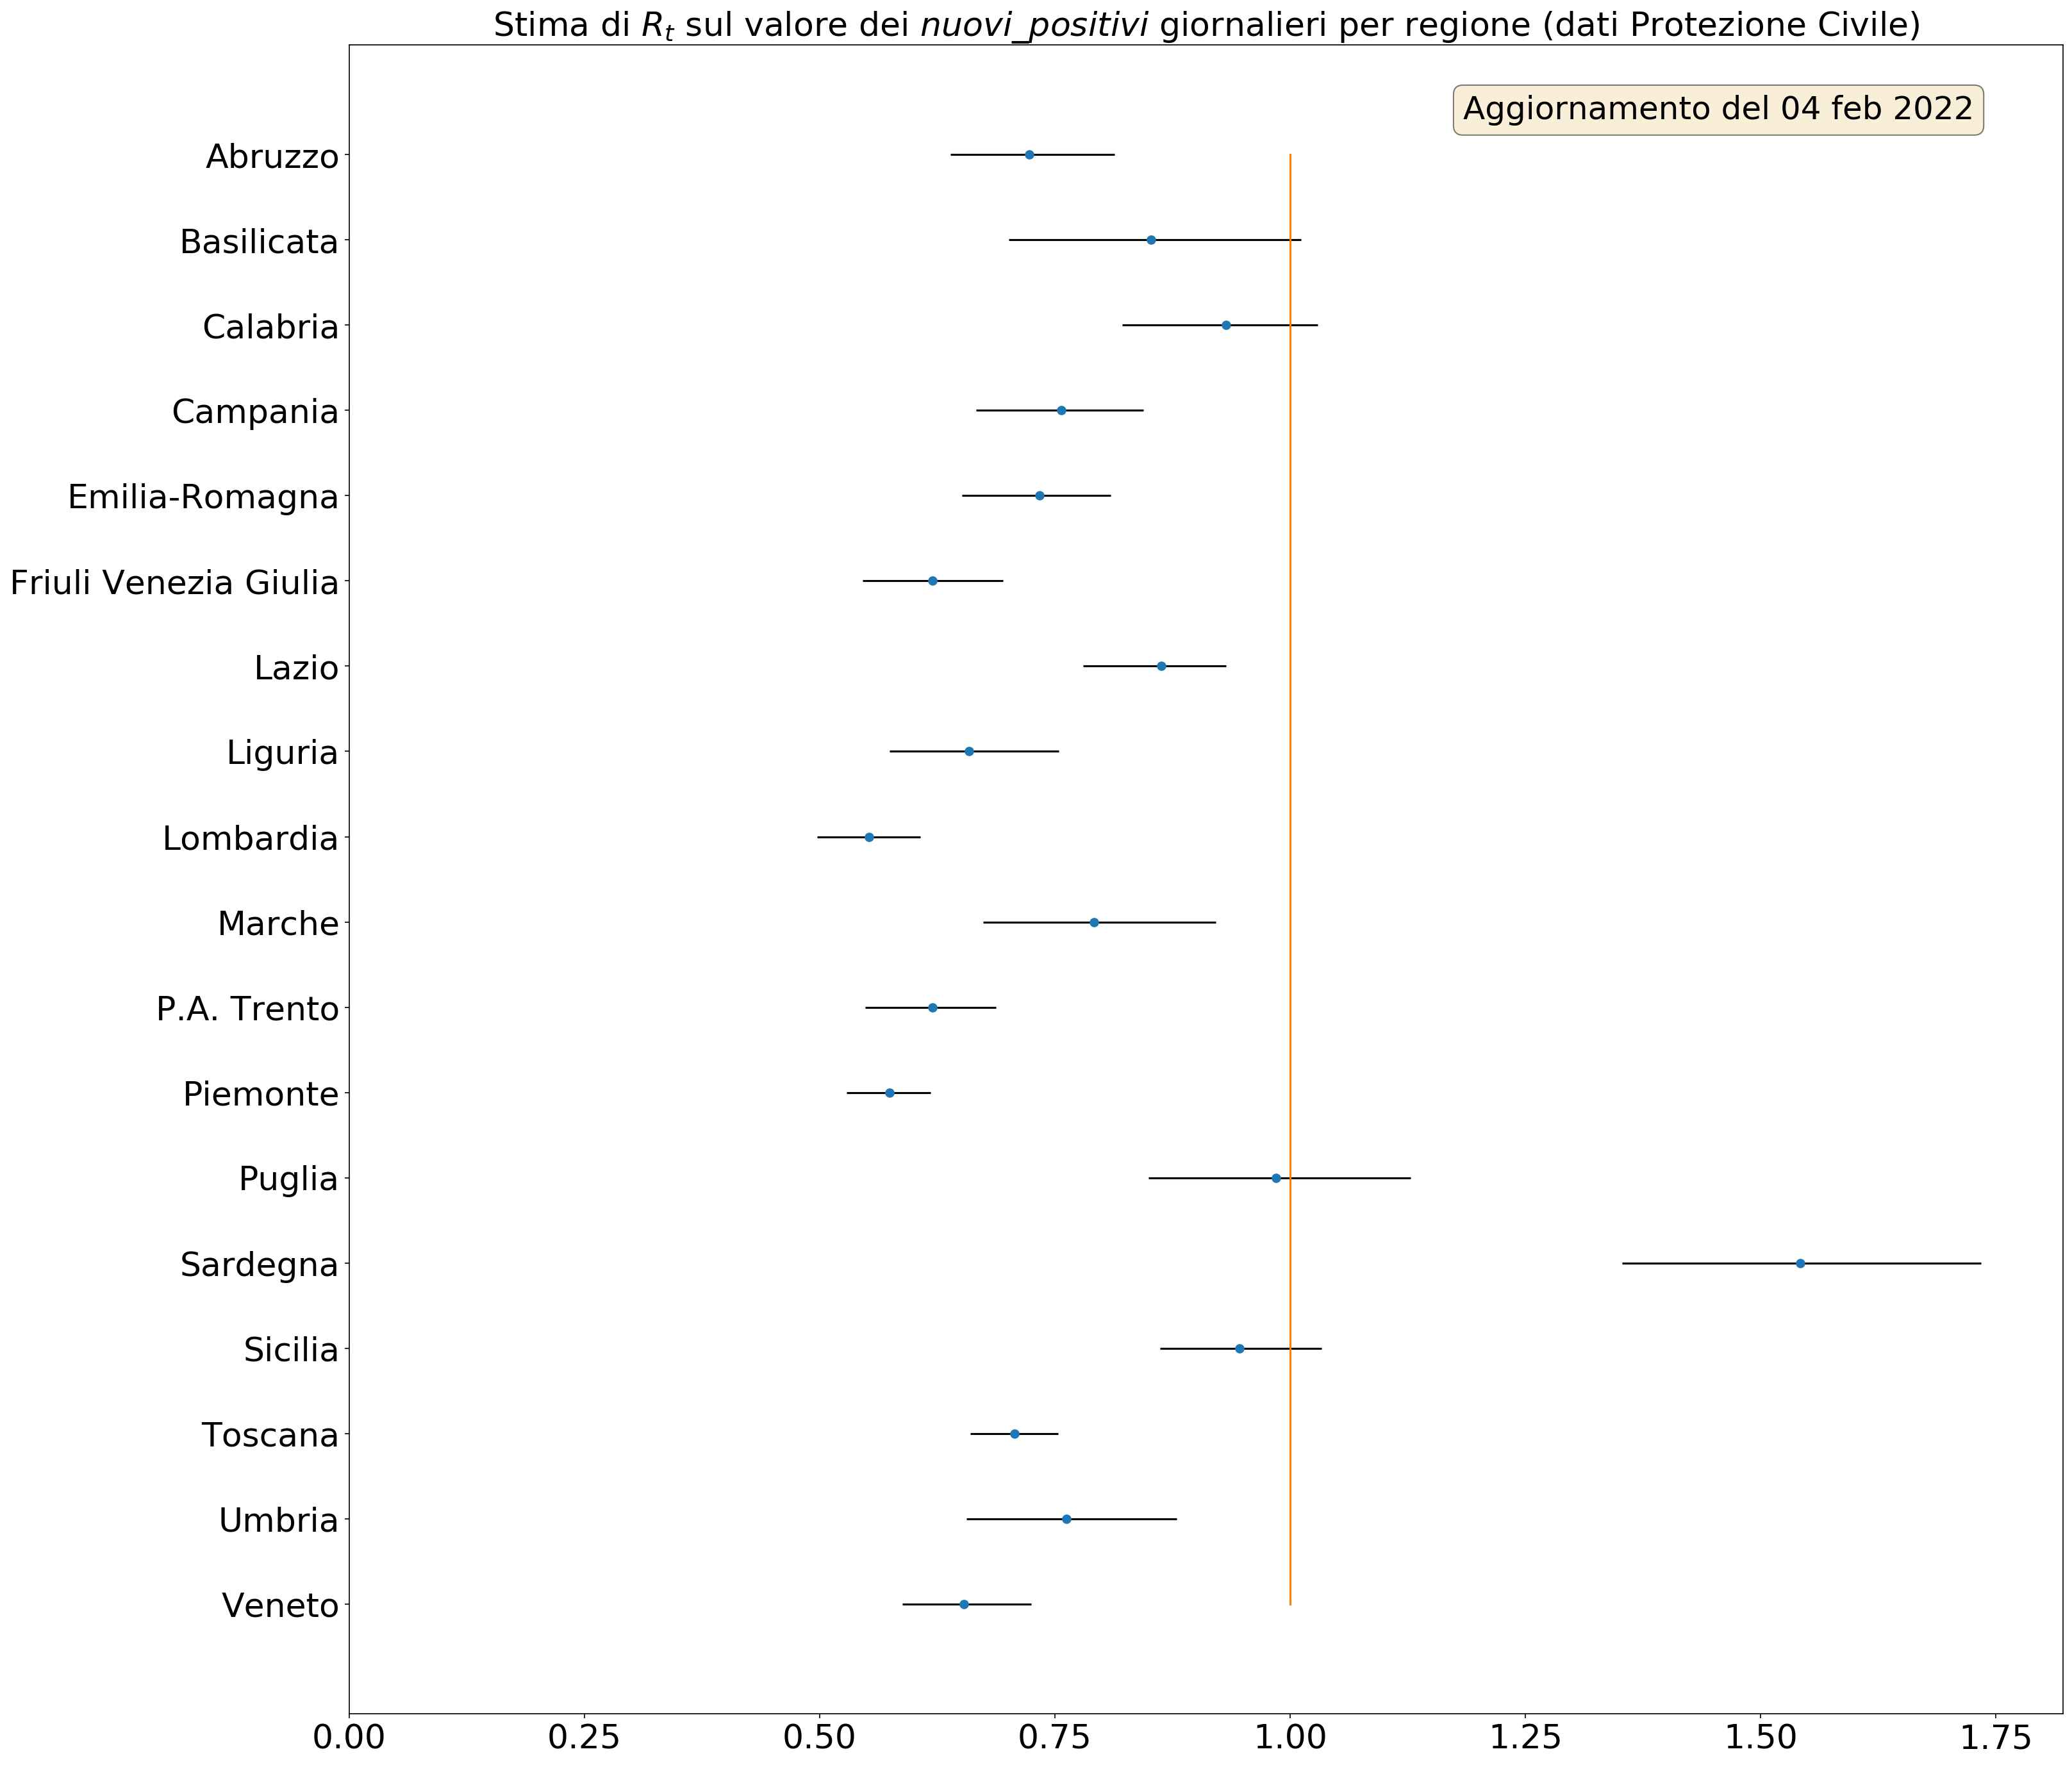 Stima di Rₜ sul valore dei nuovi_positivi giornalieri per regione (dati Protezione Civile)
Aggiornamento del 04 feb 2022
Abruzzo
Basilicata
Calabria
Campania
Emilia-Romagna
Friuli Venezia Giulia
Lazio
Liguria
Lombardia
Marche
P.A. Trento
Piemonte
Puglia
Sardegna
Sicilia
Toscana
Umbria
Veneto
0.00 0.25 0.50 0.75 1.00 1.25 1.50 1.75